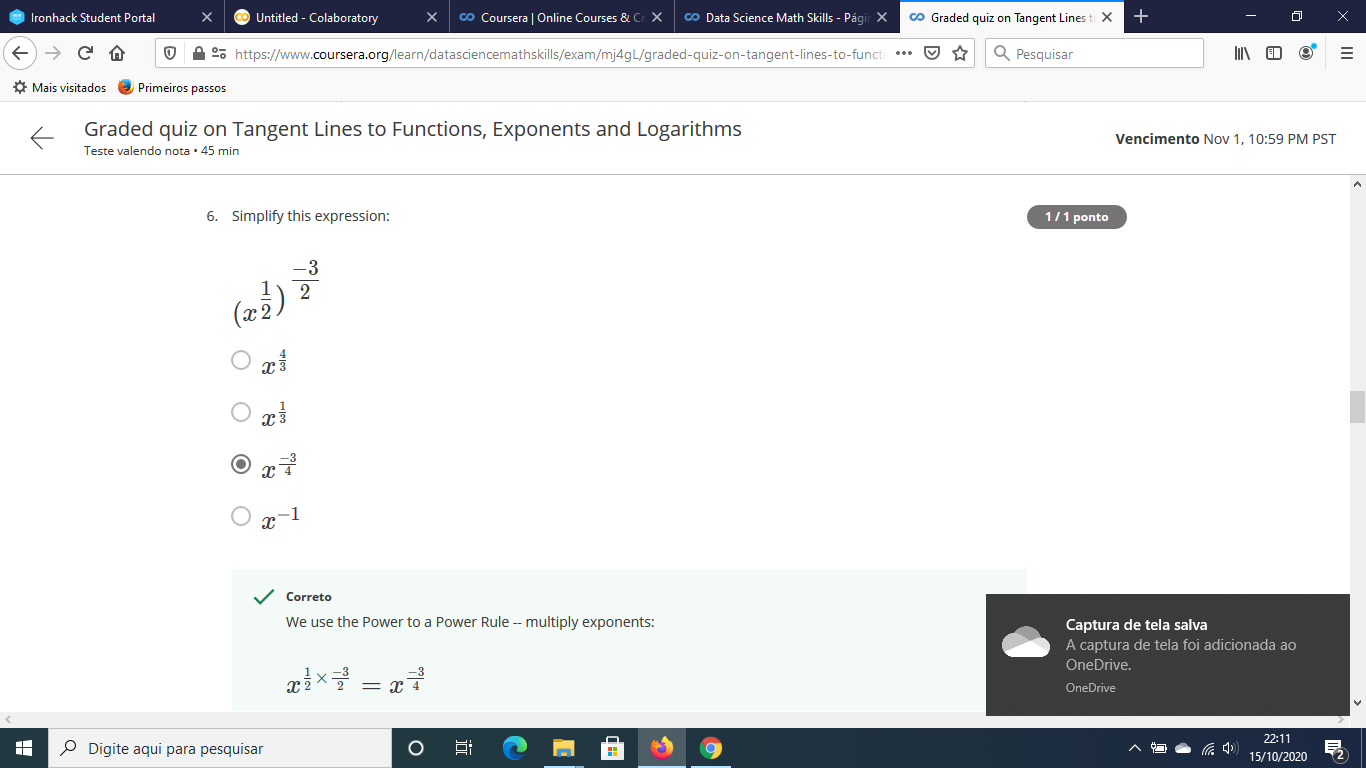 Ironhack Student Portal
Untitled - Colaboratory
Coursera | Online Courses & Cr
Data Science Math Skills - Pági
Graded quiz on Tangent Lines t
https://www.coursera.org/learn/datasciencemathskills/exam/mj4gL/graded-quiz-on-tangent-lines-to-functi
Pesquisar
Mais visitados
Primeiros passos
Graded quiz on Tangent Lines to Functions, Exponents and Logarithms
Teste valendo nota • 45 min
Vencimento Nov 1, 10:59 PM PST
6. Simplify this expression:
1 / 1 ponto
(x^{\frac{1}{2}})^{\frac{-3}{2}}
x^{\frac{4}{3}}
x^{\frac{1}{3}}
x^{\frac{-3}{4}}
x^{-1}
Correto
We use the Power to a Power Rule -- multiply exponents:
x^{\frac{1}{2} × \frac{-3}{2}} = x^{\frac{-3}{4}}
Captura de tela salva
A captura de tela foi adicionada ao
OneDrive.
OneDrive
Digite aqui para pesquisar
22:11
15/10/2020
2